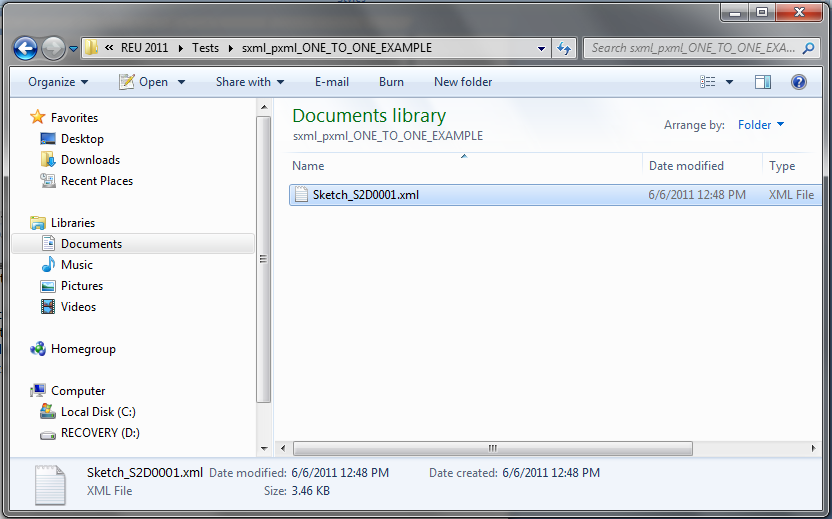 « REU 2011 Tests sxml_pxml_ONE_TO_ONE_EXAMPLE Search sxml_pxml_ONE_TO_ONE_EXA...
Organize Open Share with E-mail Burn New folder
Favorites
Desktop
Downloads
Recent Places
Libraries
Documents
Music
Pictures
Videos
Homegroup
Computer
Local Disk (C:)
RECOVERY (D:)
Documents library
sxml_pxml_ONE_TO_ONE_EXAMPLE
Arrange by: Folder
Name Date modified Type
Sketch_S2D0001.xml 6/6/2011 12:48 PM XML File
Sketch_S2D0001.xml Date modified: 6/6/2011 12:48 PM Date created: 6/6/2011 12:48 PM
XML File Size: 3.46 KB